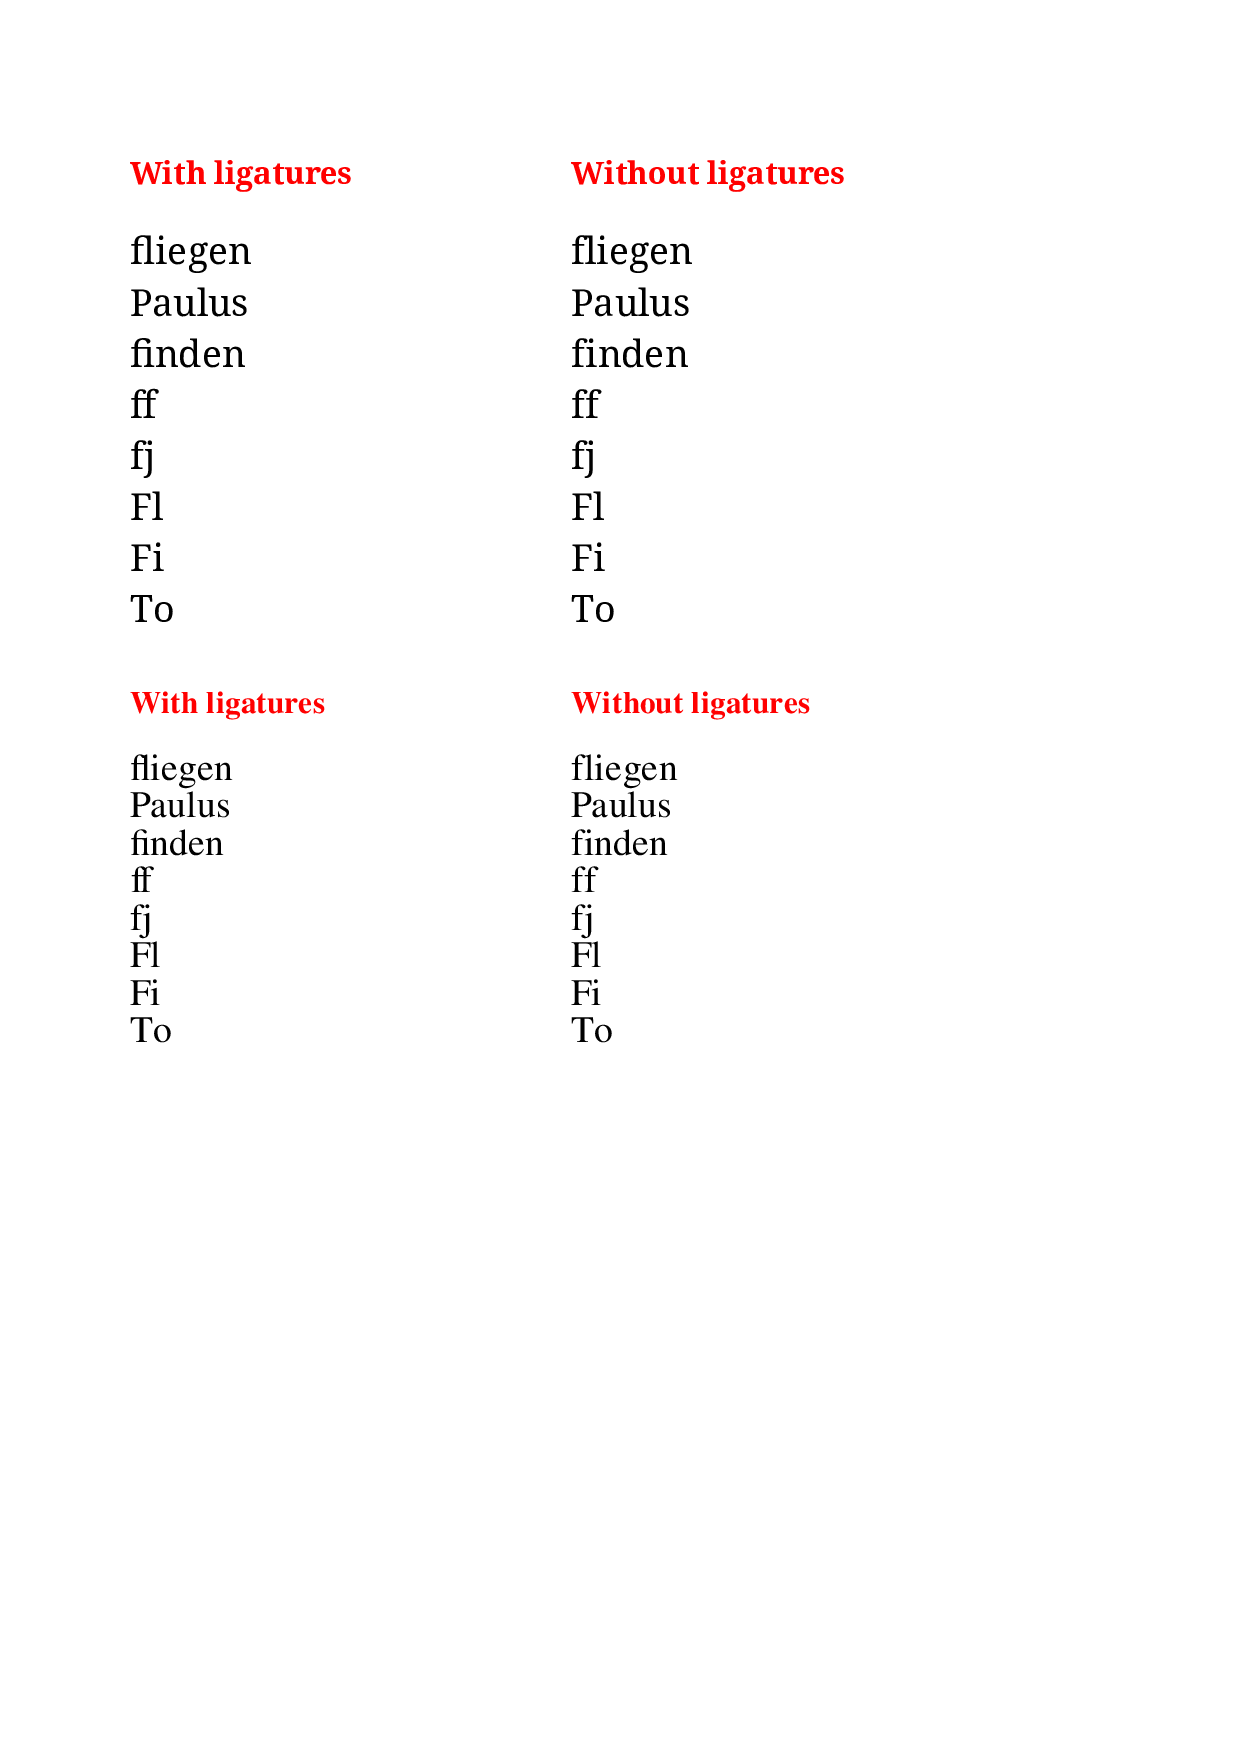 With ligatures
fliegen
Paulus
finden
ff
fj
Fl
Fi
To
Without ligatures
fliegen
Paulus
finden
ff
fj
Fl
Fi
To
With ligatures
fliegen
Paulus
finden
ff
fj
Fl
Fi
To
Without ligatures
fliegen
Paulus
finden
ff
fj
Fl
Fi
To